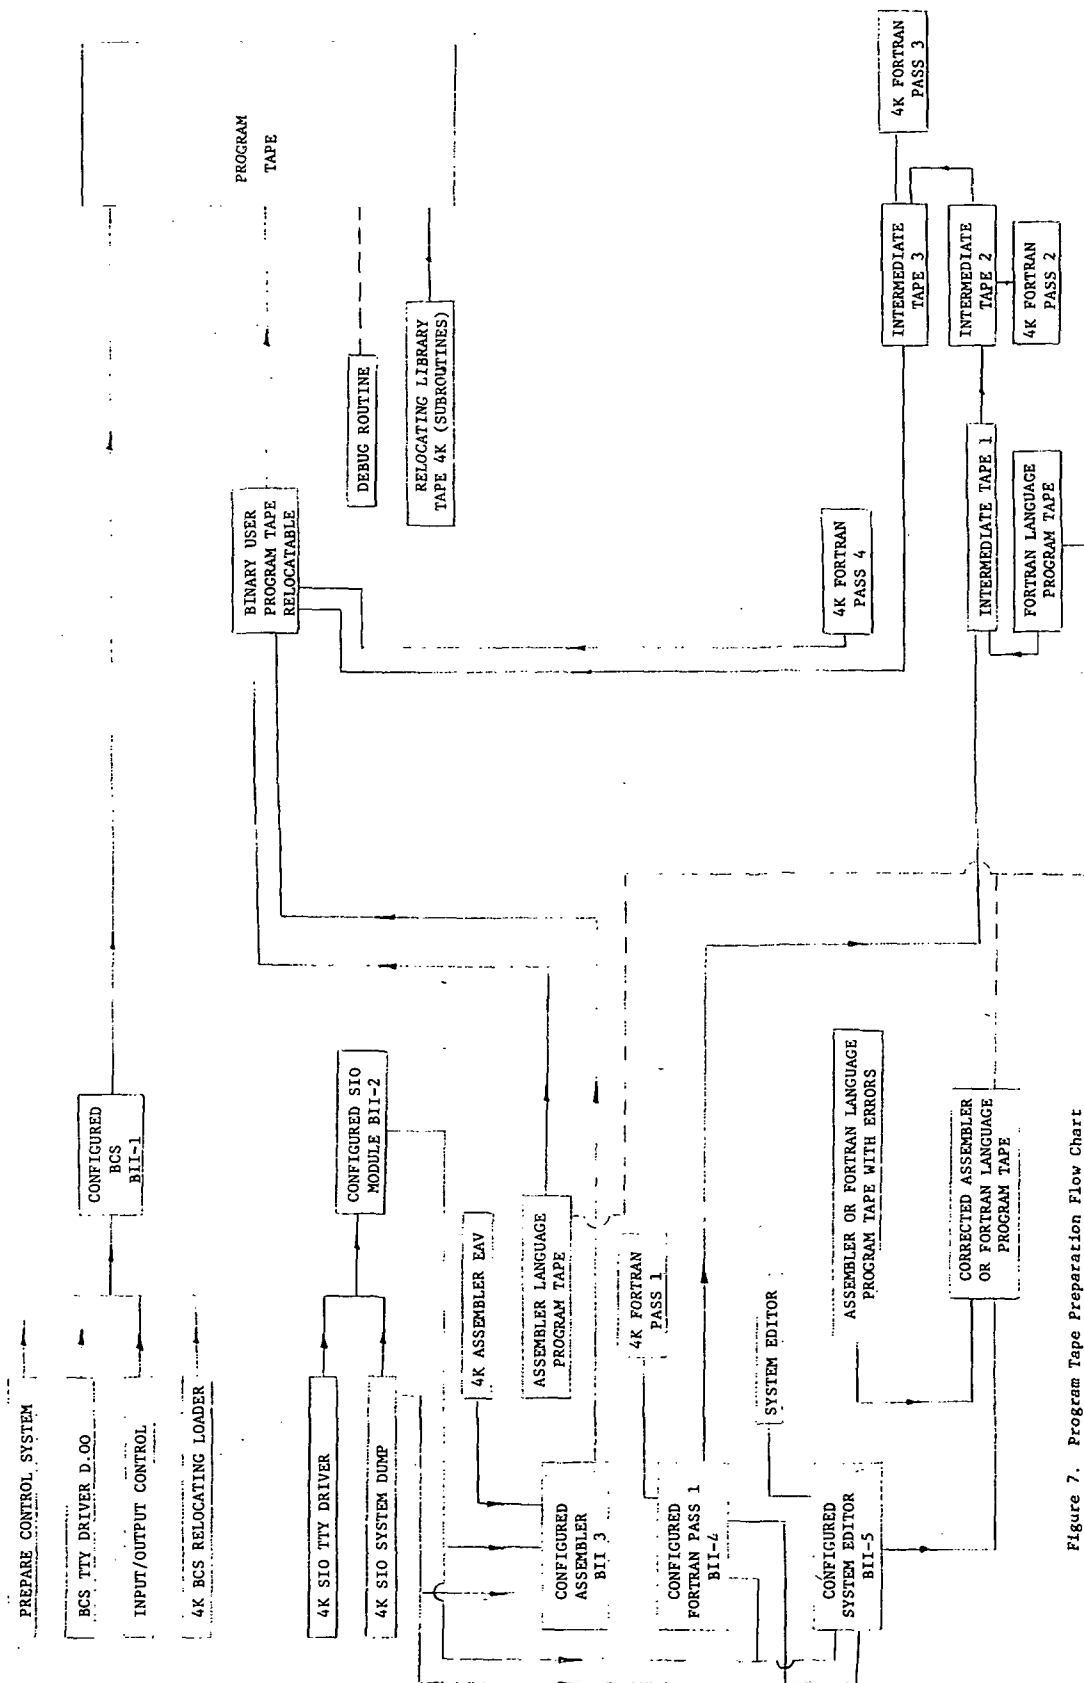 PREPARE CONTROL SYSTEM
BCS TTY DRIVER D.OO
INPUT/OUTPUT CONTROL
4K BCS RELOCATING LOADER
CONFIGURED
BCS
BII-1
PROGRAM
TAPE
4K SIO TTY DRIVER
4K SIO SYSTEM DUMP
CONFIGURED SIO
MODULE BII-2
BINARY USER
PROGRAM TAPE
RELOCATABLE
DEBUG ROUTINE
RELOCATING LIBRARY
TAPE 4K (SUBROUTINES)
4K ASSEMBLER EAV
ASSEMBLER LANGUAGE
PROGRAM TAPE
CONFIGURED
ASSEMBLER
BII 3
4K FORTRAN
PASS 1
CONFIGURED
FORTRAN PASS 1
BII-4
SYSTEM EDITOR
CONFIGURED
SYSTEM EDITOR
BII-5
ASSEMBLER OR FORTRAN LANGUAGE
PROGRAM TAPE WITH ERRORS
CORRECTED ASSEMBLER
OR FORTRAN LANGUAGE
PROGRAM TAPE
4K FORTRAN
PASS 4
INTERMEDIATE TAPE 1
FORTRAN LANGUAGE
PROGRAM TAPE
INTERMEDIATE
TAPE 3
INTERMEDIATE
TAPE 2
4K FORTRAN
PASS 2
4K FORTRAN
PASS 3
Figure 7. Program Tape Preparation Flow Chart